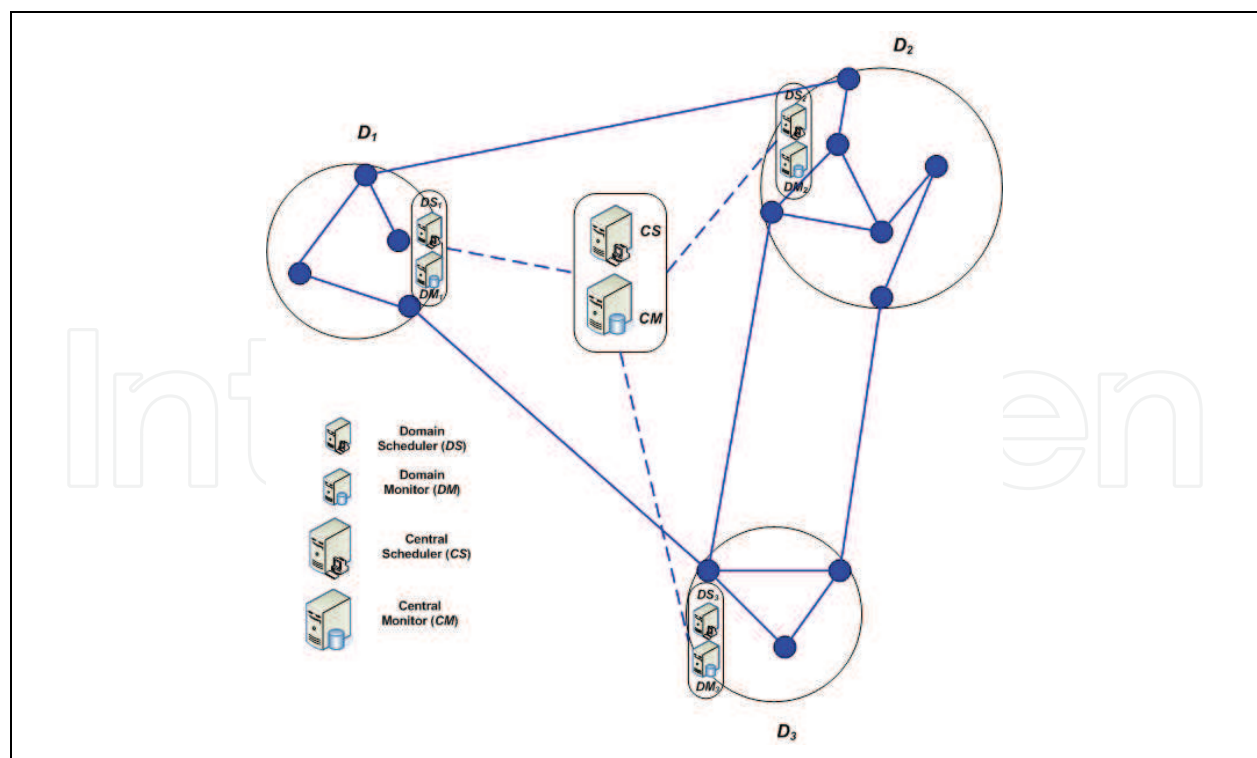 D2
D1
DS2
DM2
DS1
DM1
CS
CM
Domain
Scheduler (DS)
Domain
Monitor (DM)
Central
Scheduler (CS)
Central
Monitor (CM)
DS3
DM3
D3